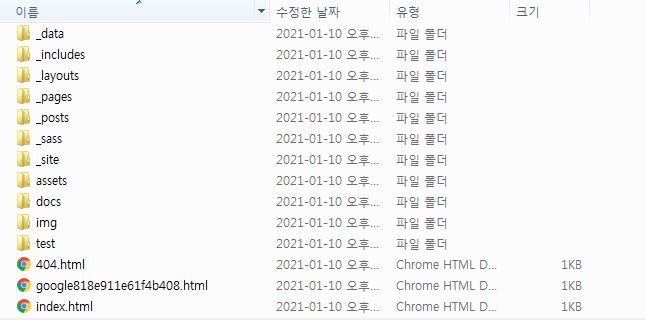 이름 수정한 날짜 유형 크기
_data 2021-01-10 오후... 파일 폴더
_includes 2021-01-10 오후... 파일 폴더
_layouts 2021-01-10 오후... 파일 폴더
_pages 2021-01-10 오후... 파일 폴더
_posts 2021-01-10 오후... 파일 폴더
_sass 2021-01-10 오후... 파일 폴더
_site 2021-01-10 오후... 파일 폴더
assets 2021-01-10 오후... 파일 폴더
docs 2021-01-10 오후... 파일 폴더
img 2021-01-10 오후... 파일 폴더
test 2021-01-10 오후... 파일 폴더
404.html 2021-01-10 오후... Chrome HTML D... 1KB
google818e911e61f4b408.html 2021-01-10 오후... Chrome HTML D... 1KB
index.html 2021-01-10 오후... Chrome HTML D... 1KB